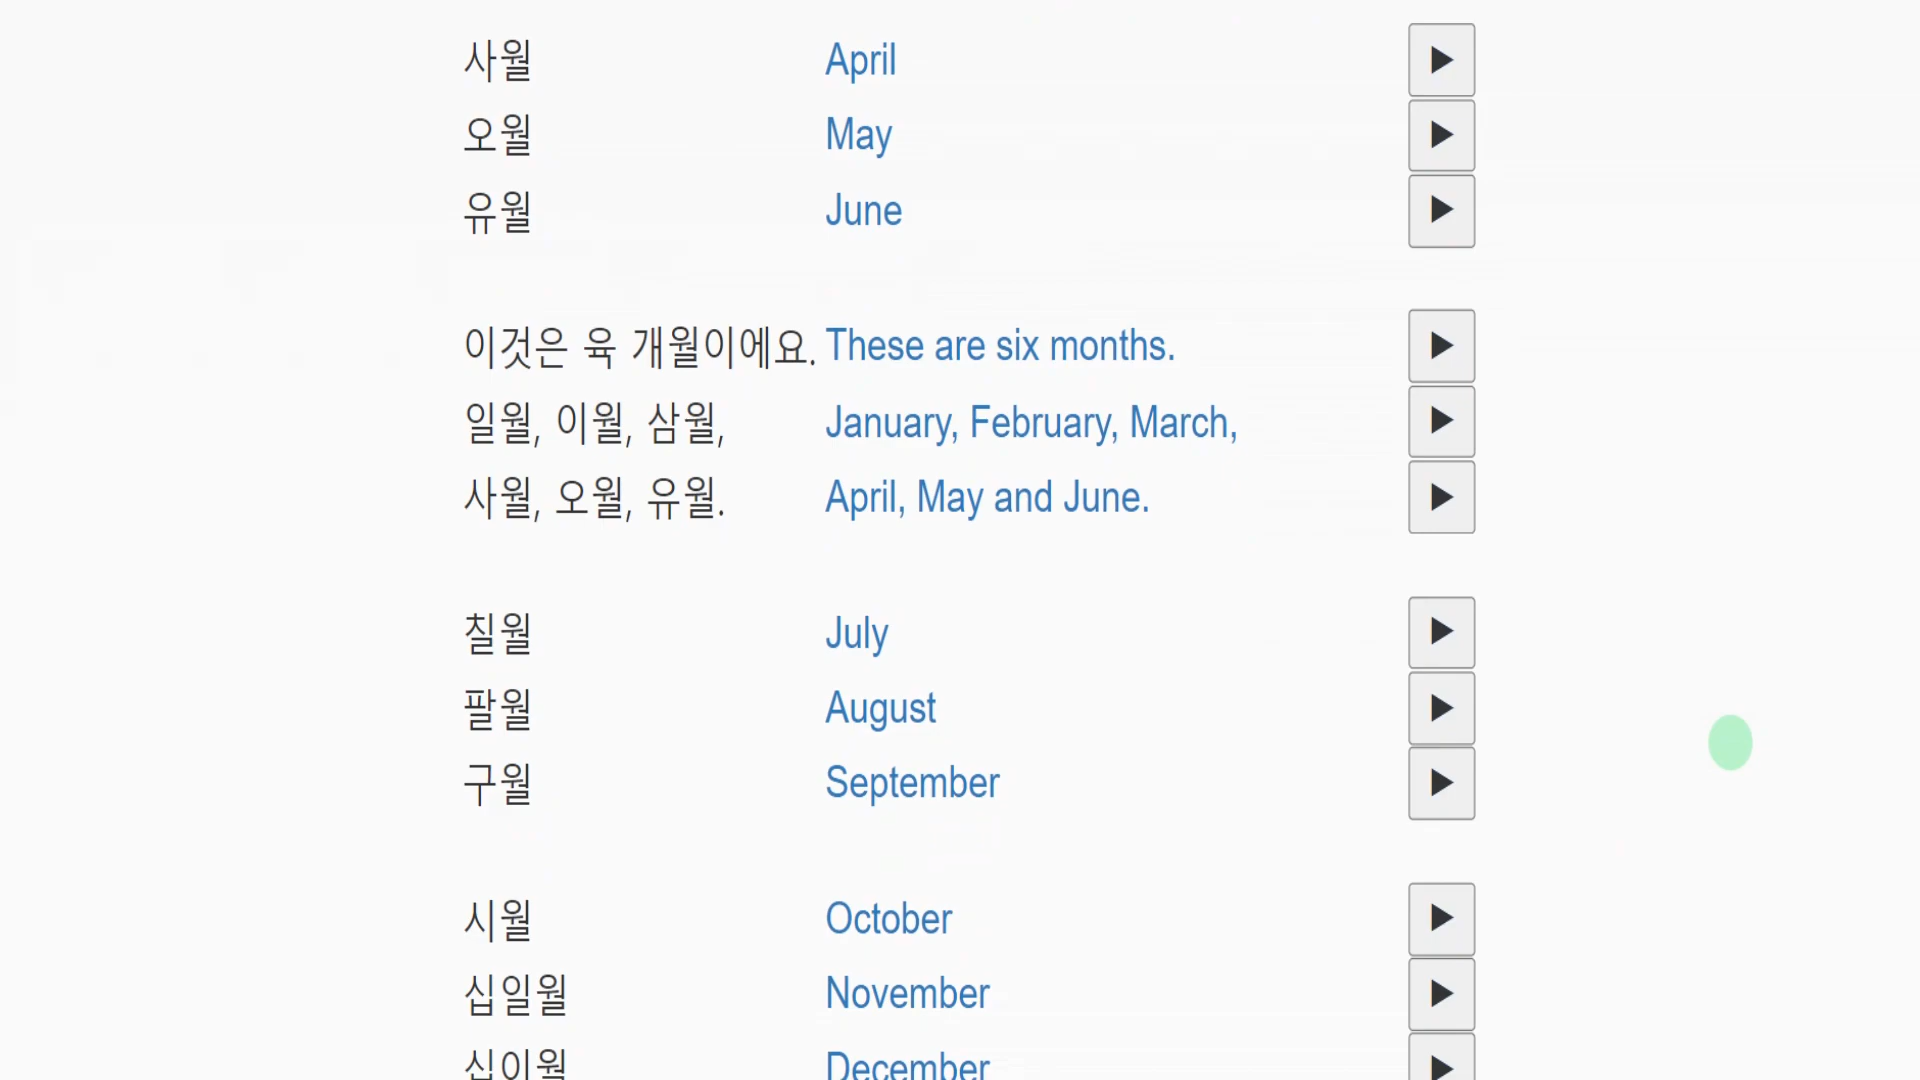 사월 April
오월 May
유월 June
이것은 육 개월이에요. These are six months.
일월, 이월, 삼월, January, February, March,
사월, 오월, 유월. April, May and June.
칠월 July
팔월 August
구월 September
시월 October
십일월 November
십이월 December